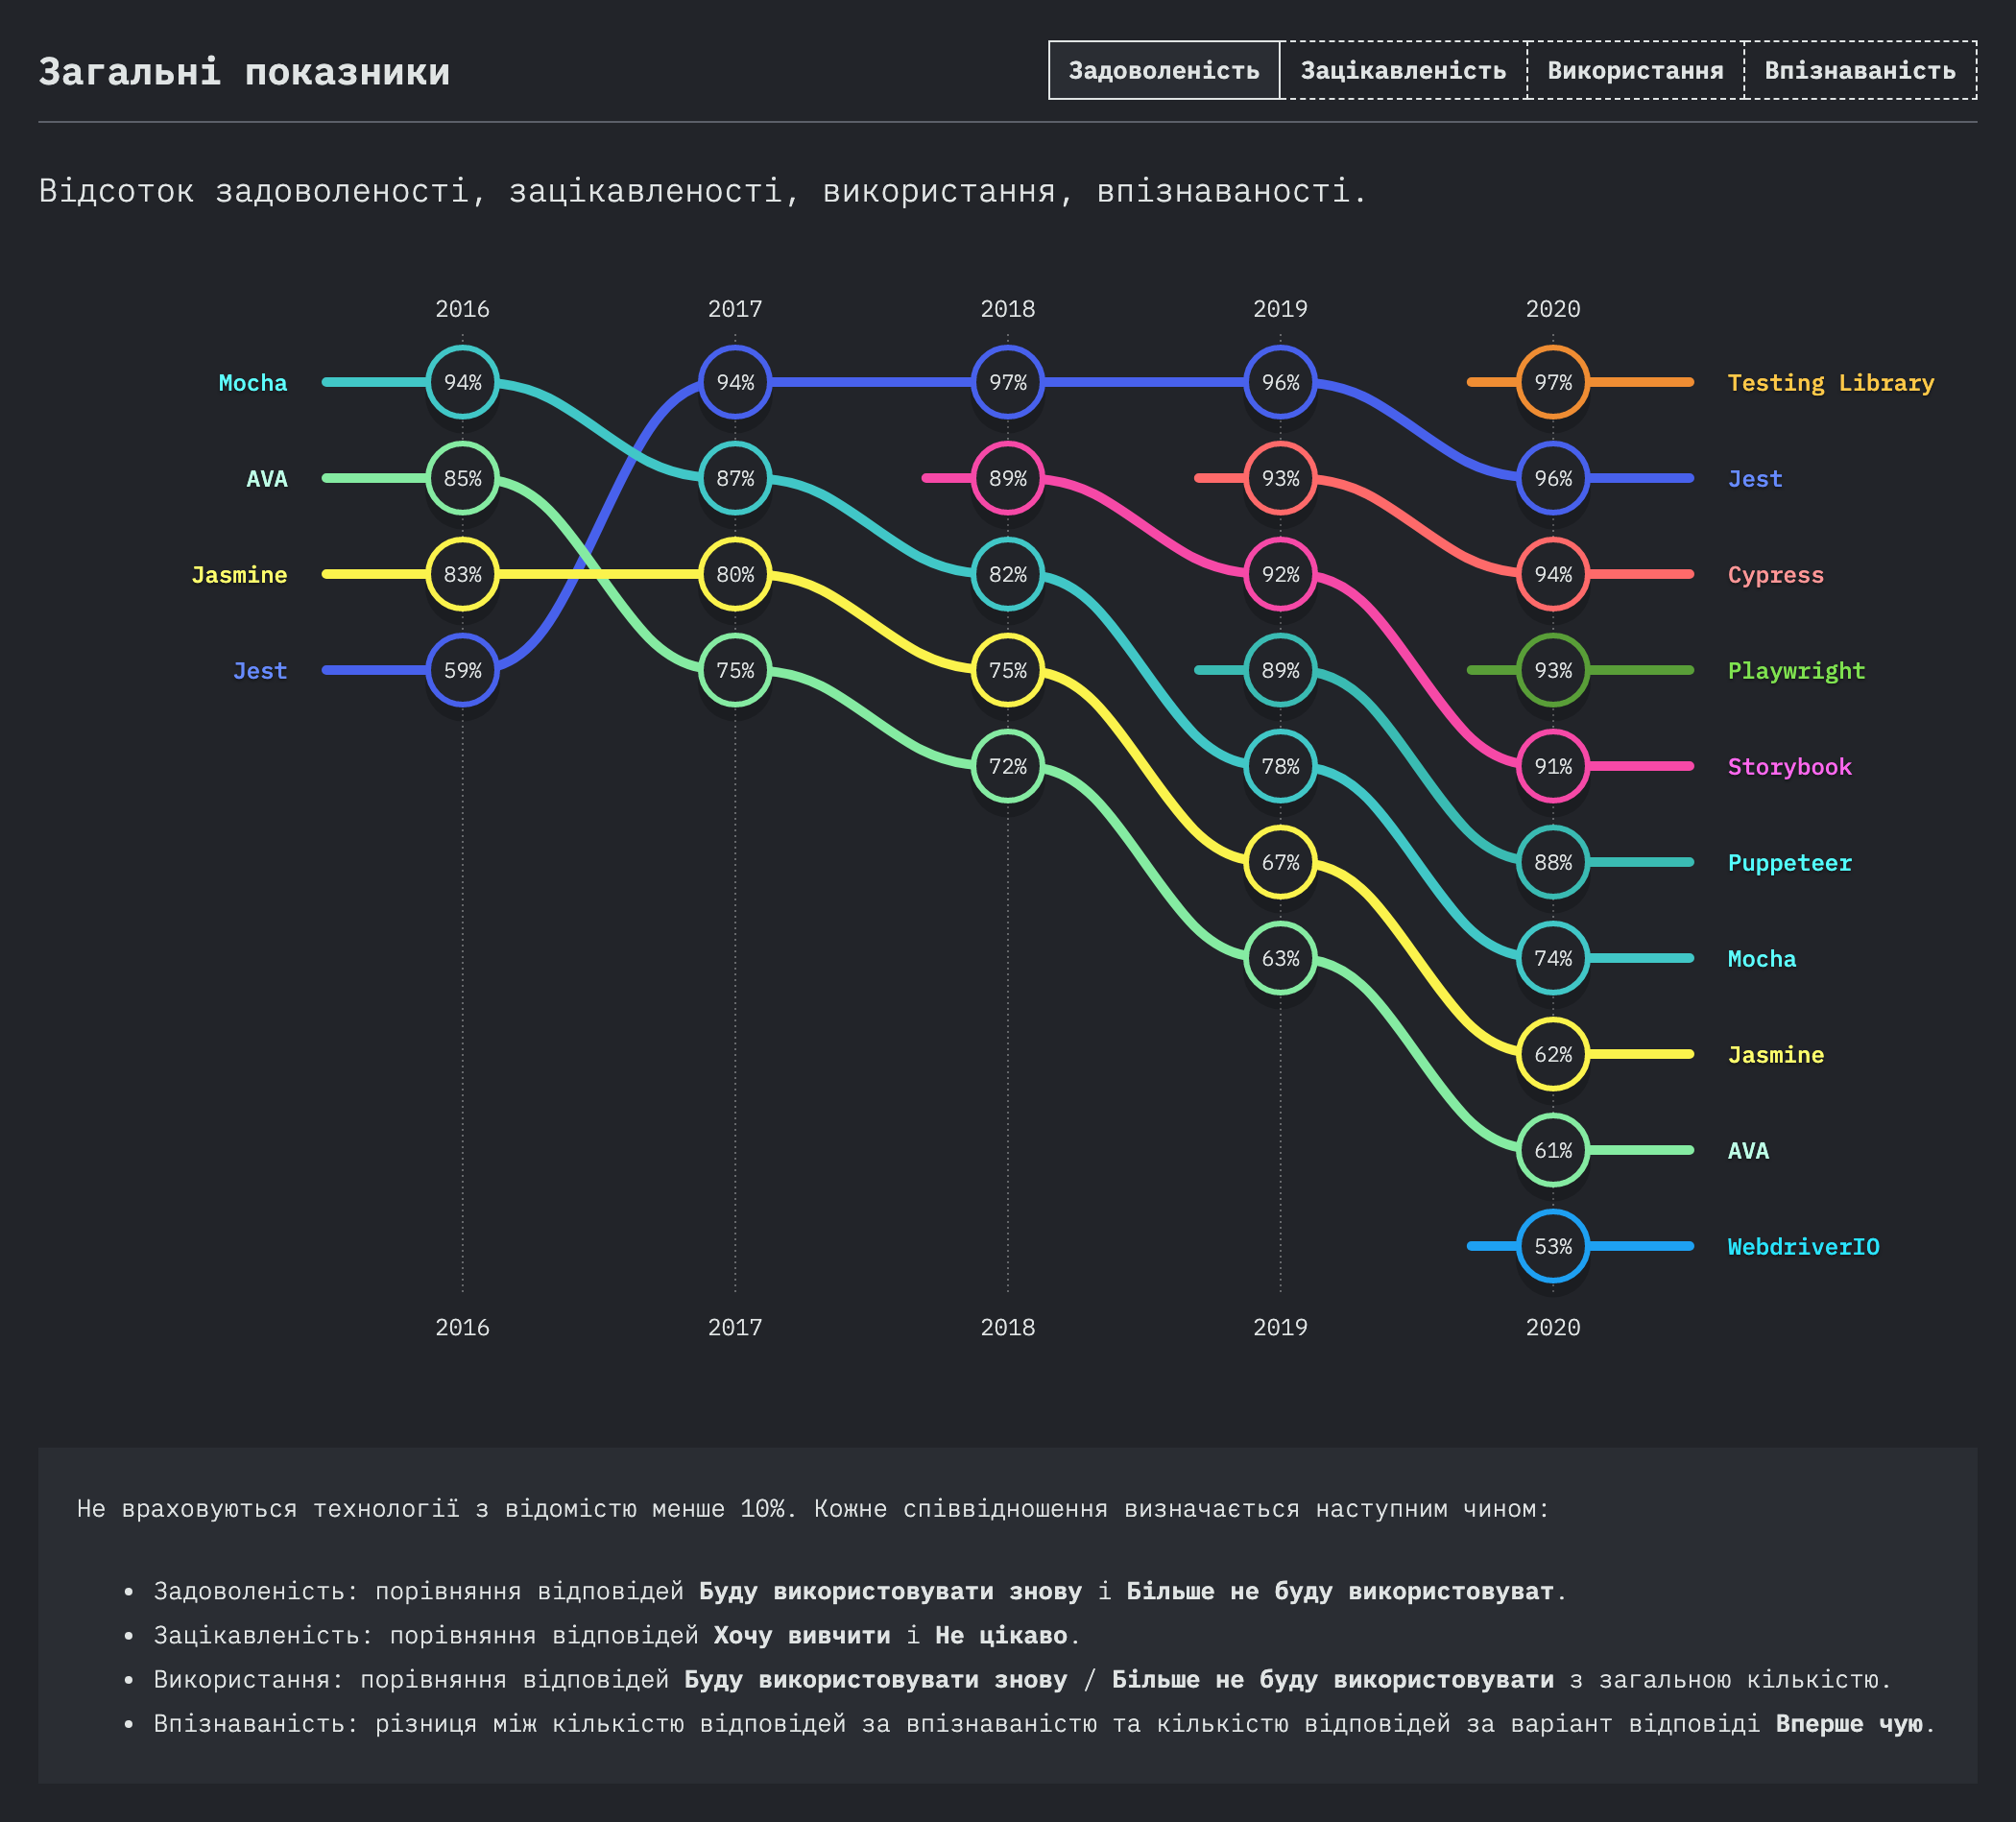 Загальні показники
Задоволеність Зацікавленість Використання Впізнаваність
Відсоток задоволеності, зацікавленості, використання, впізнаваності.
2016 2017 2018 2019 2020
Mocha 94% 94% 97% 96% 97% Testing Library
AVA 85% 87% 89% 93% 96% Jest
Jasmine 83% 80% 82% 92% 94% Cypress
Jest 59% 75% 75% 89% 93% Playwright
72% 78% 91% Storybook
67% 88% Puppeteer
63% 74% Mocha
62% Jasmine
61% AVA
53% WebdriverIO
2016 2017 2018 2019 2020
Не враховуються технології з відомістю менше 10%. Кожне співвідношення визначається наступним чином:
• Задоволеність: порівняння відповідей Буду використовувати знову і Більше не буду використовуват.
• Зацікавленість: порівняння відповідей Хочу вивчити і Не цікаво.
• Використання: порівняння відповідей Буду використовувати знову / Більше не буду використовувати з загальною кількістю.
• Впізнаваність: різниця між кількістю відповідей за впізнаваністю та кількістю відповідей за варіант відповіді Вперше чую.